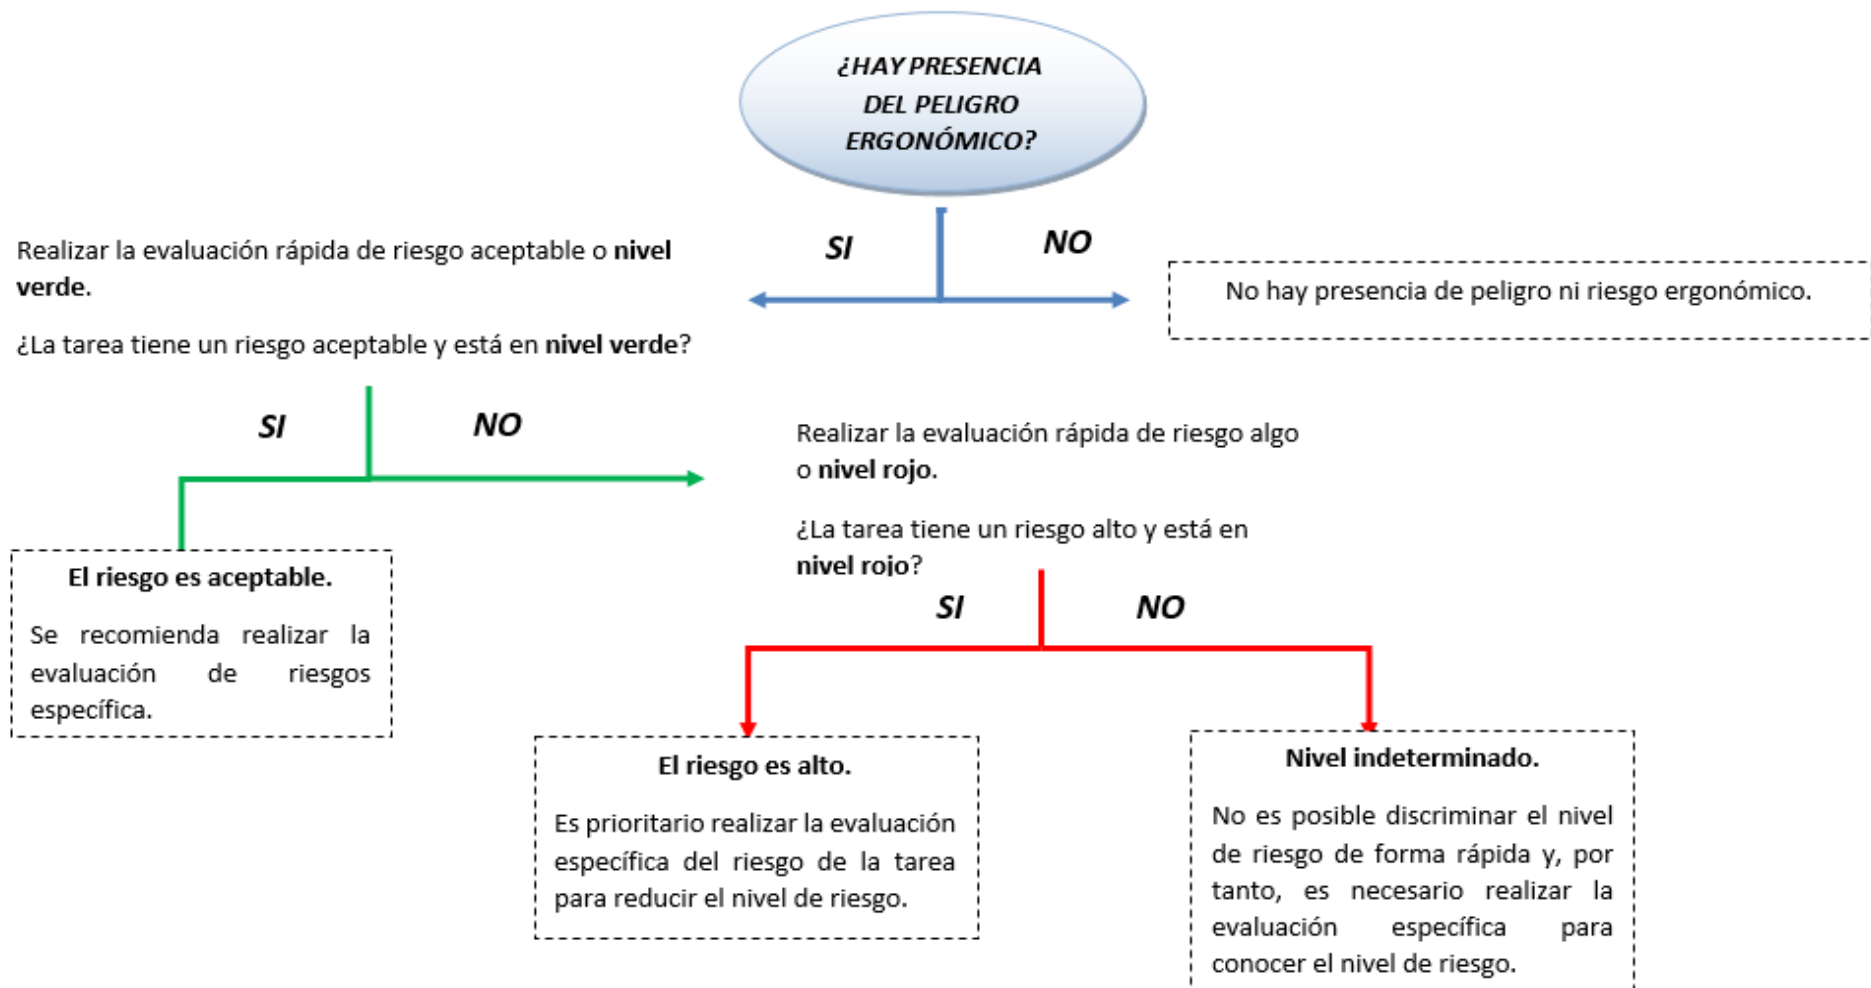 ¿HAY PRESENCIA
DEL PELIGRO
ERGONÓMICO?
SI
NO
Realizar la evaluación rápida de riesgo aceptable o nivel
verde.
¿La tarea tiene un riesgo aceptable y está en nivel verde?
No hay presencia de peligro ni riesgo ergonómico.
SI
NO
Realizar la evaluación rápida de riesgo algo
o nivel rojo.
¿La tarea tiene un riesgo alto y está en
nivel rojo?
El riesgo es aceptable.
Se recomienda realizar la
evaluación de riesgos
específica.
SI
NO
El riesgo es alto.
Es prioritario realizar la evaluación
específica del riesgo de la tarea
para reducir el nivel de riesgo.
Nivel indeterminado.
No es posible discriminar el nivel
de riesgo de forma rápida y, por
tanto, es necesario realizar la
evaluación específica para
conocer el nivel de riesgo.